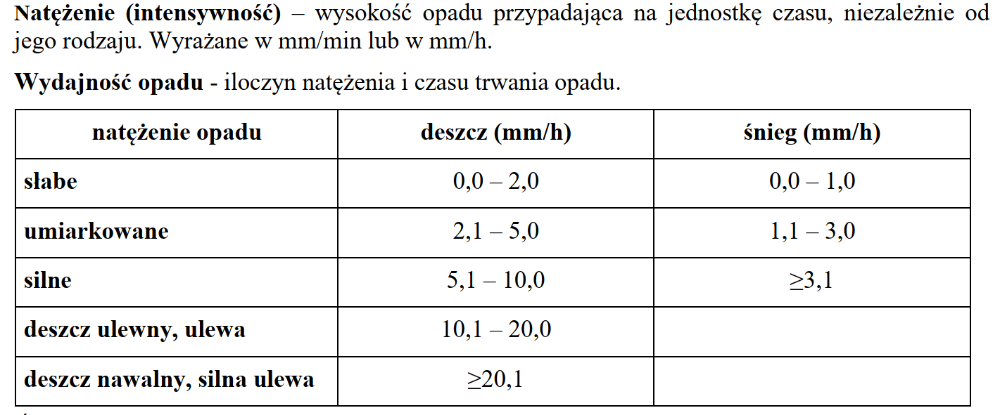 Natężenie (intensywność) – wysokość opadu przypadająca na jednostkę czasu, niezależnie od
jego rodzaju. Wyrażane w mm/min lub w mm/h.
Wydajność opadu - iloczyn natężenia i czasu trwania opadu.
natężenie opadu deszcz (mm/h) śnieg (mm/h)
słabe 0,0 – 2,0 0,0 – 1,0
umiarkowane 2,1 – 5,0 1,1 – 3,0
silne 5,1 – 10,0 ≥3,1
deszcz ulewny, ulewa 10,1 – 20,0
deszcz nawalny, silna ulewa ≥20,1